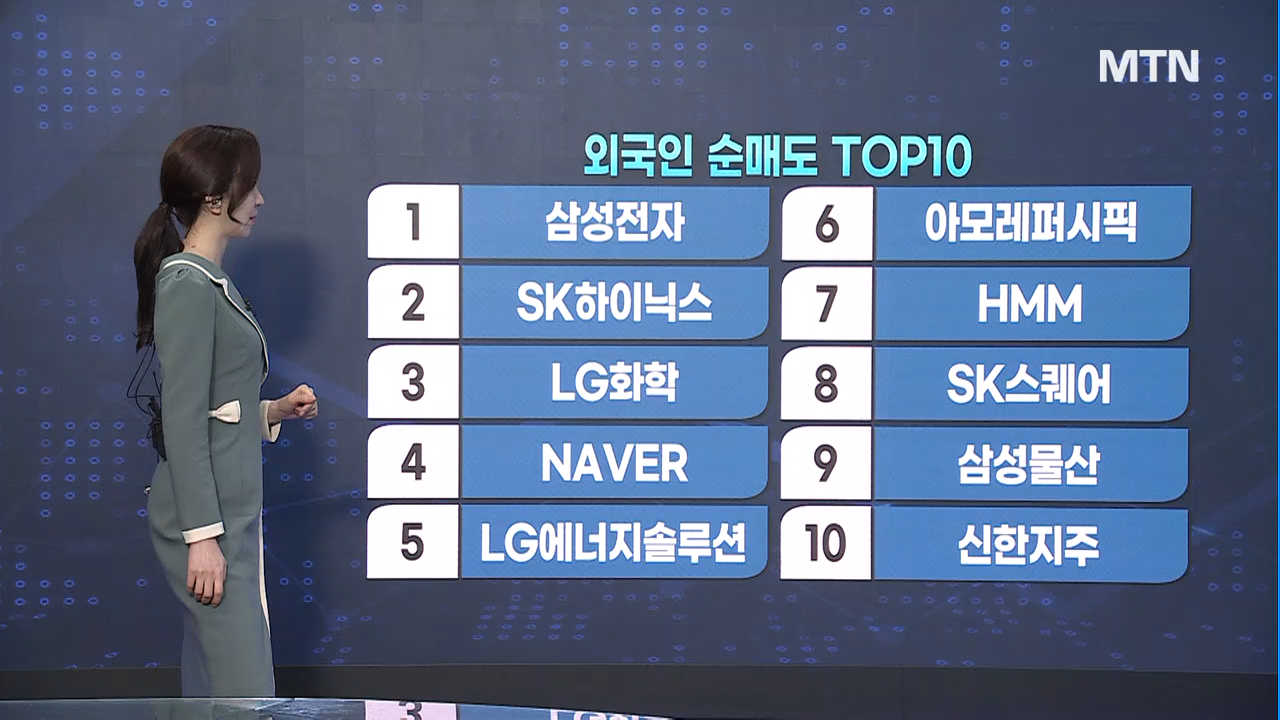 MTN
외국인 순매도 TOP10
1 삼성전자
2 SK하이닉스
3 LG화학
4 NAVER
5 LG에너지솔루션
6 아모레퍼시픽
7 HMM
8 SK스퀘어
9 삼성물산
10 신한지주
3